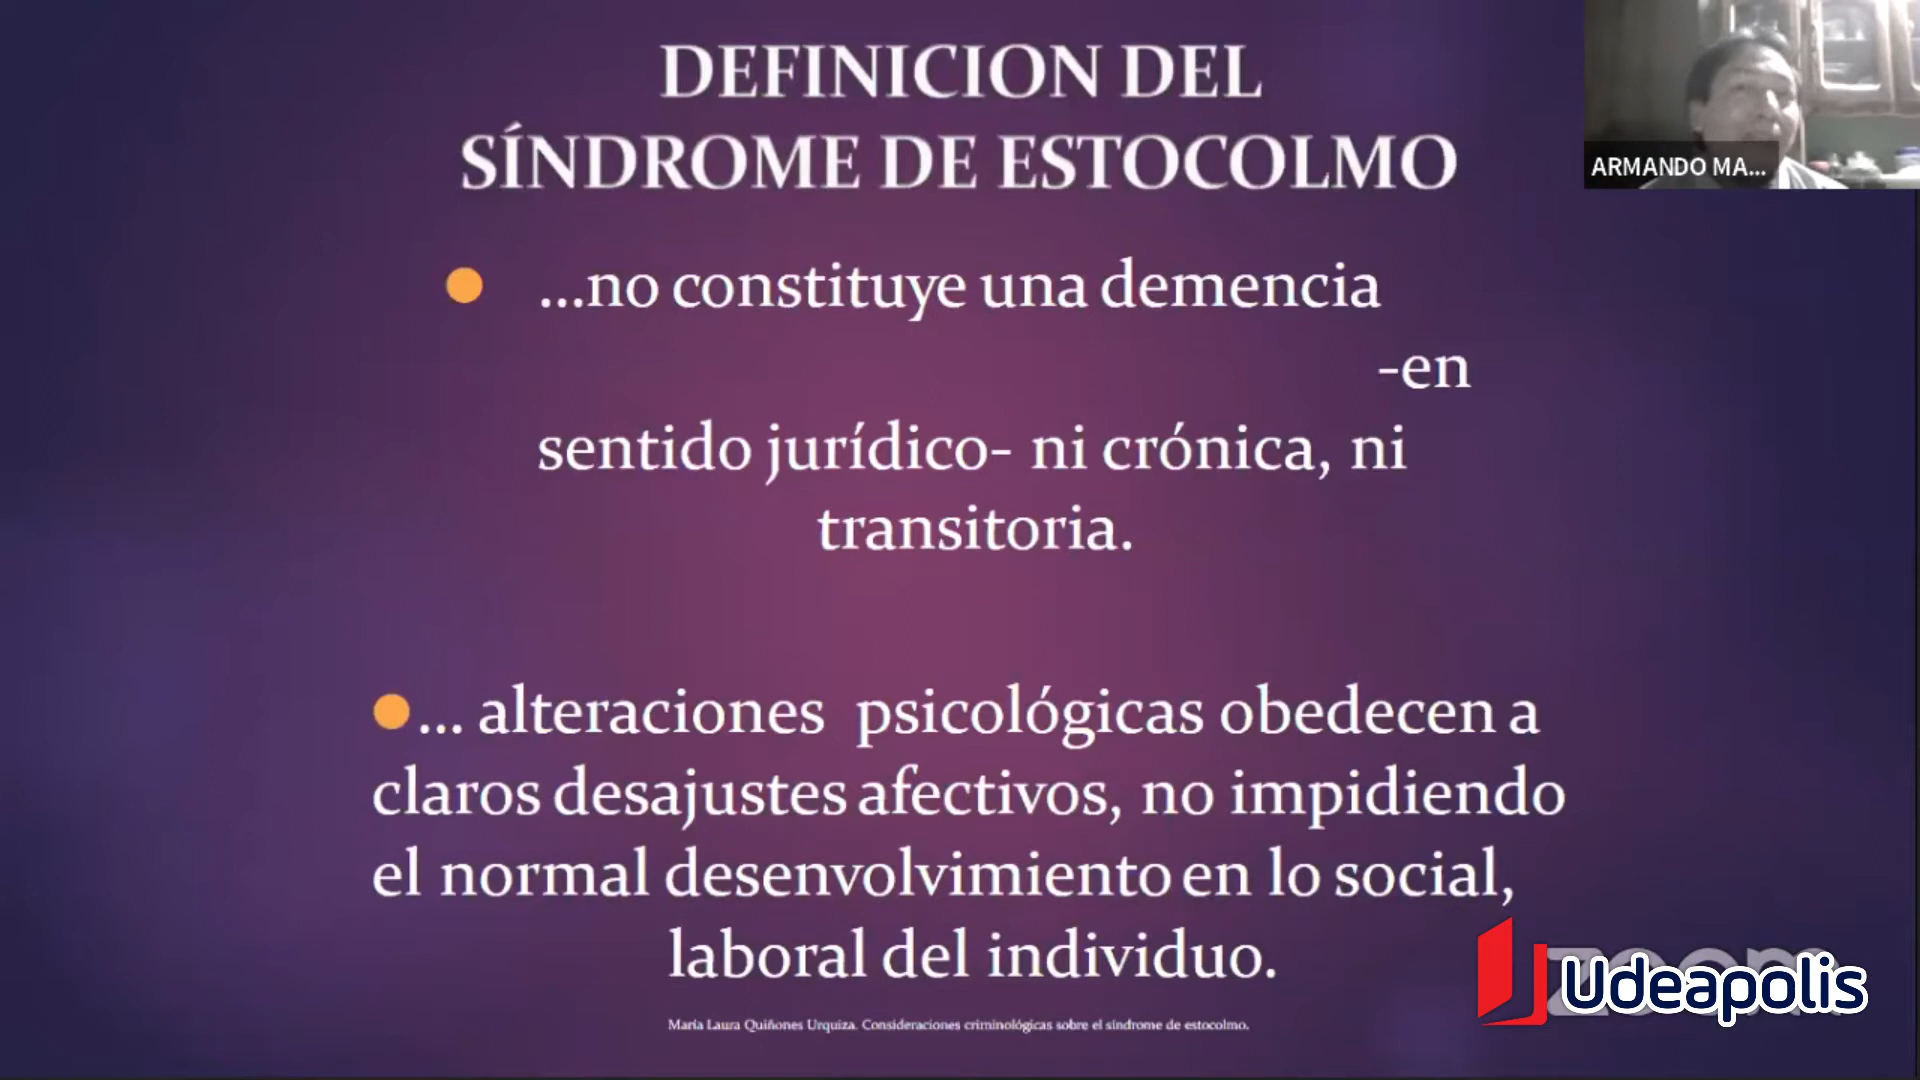 DEFINICION DEL
SÍNDROME DE ESTOCOLMO
ARMANDO MA...
...no constituye una demencia
-en
sentido jurídico- ni crónica, ni
transitoria.
... alteraciones psicológicas obedecen a
claros desajustes afectivos, no impidiendo
el normal desenvolvimiento en lo social,
laboral del individuo.
María Laura Quiñones Urquiza. Consideraciones criminológicas sobre el síndrome de estocolmo.
zoom
Udeapolis